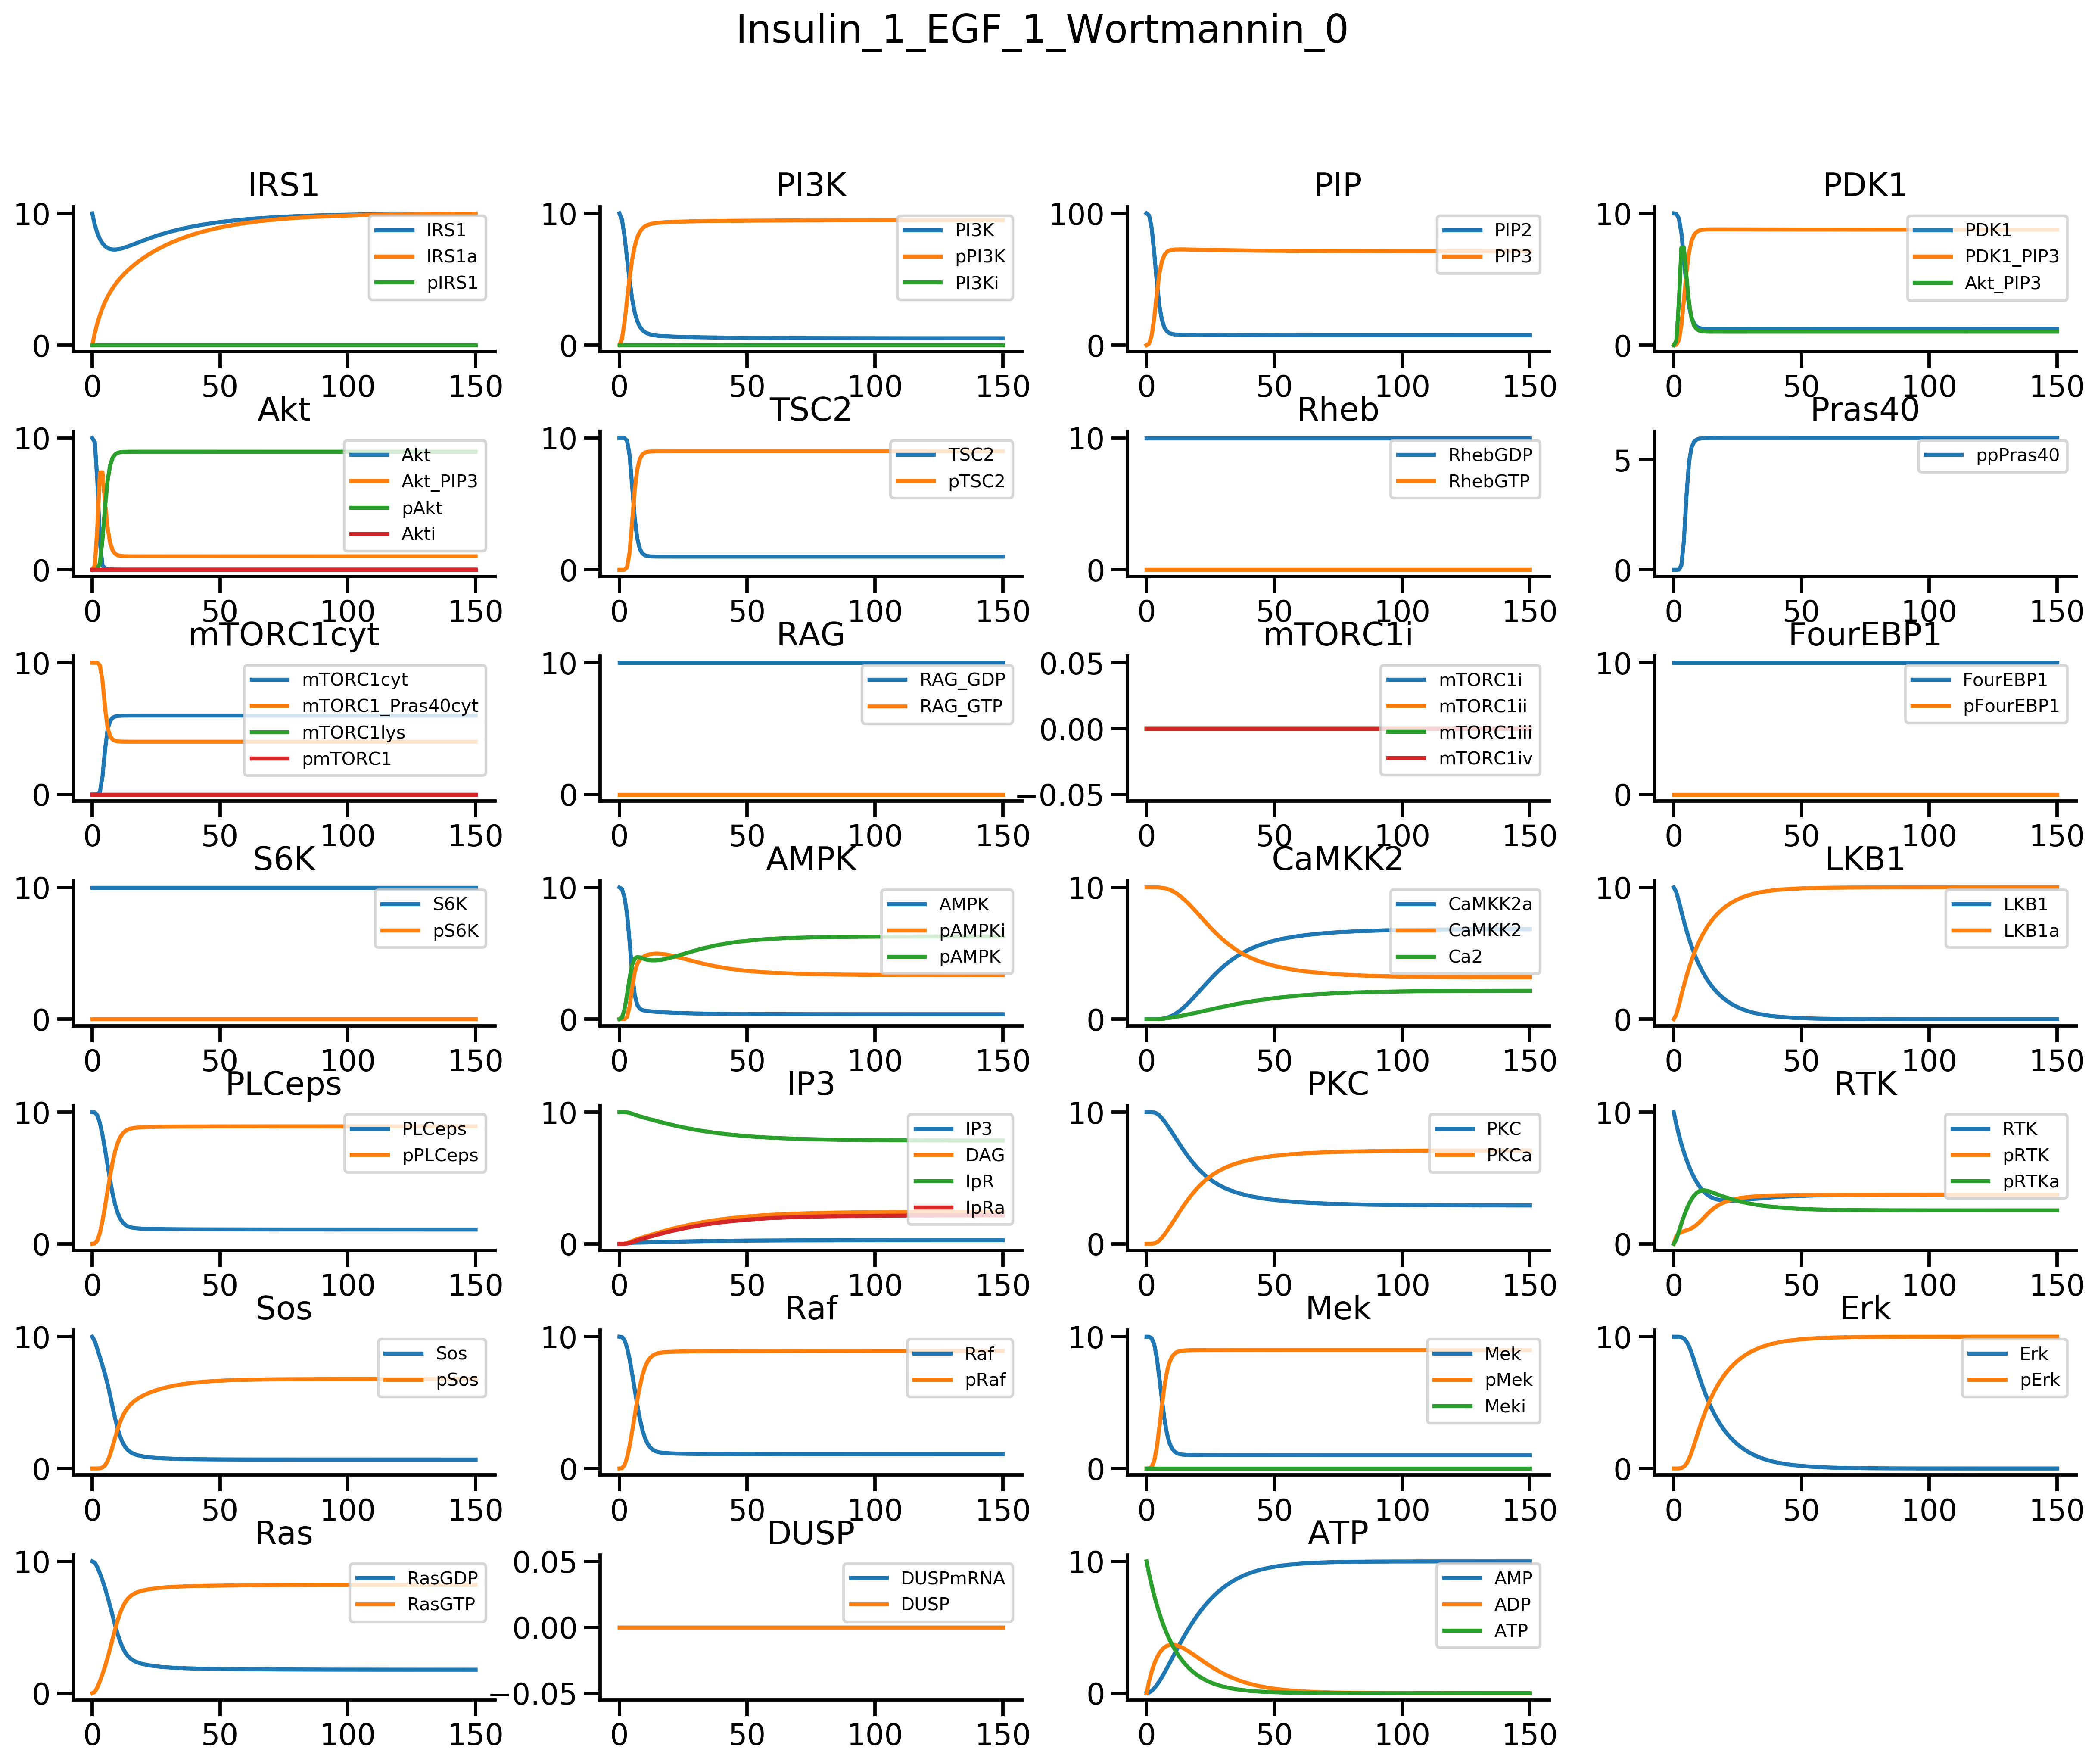 Insulin_1_EGF_1_Wortmannin_0
IRS1
10
0
0 50 100 150
IRS1
IRS1a
pIRS1
PI3K
10
0
0 50 100 150
PI3K
pPI3K
PI3Ki
PIP
100
0
0 50 100 150
PIP2
PIP3
PDK1
10
0
0 50 100 150
PDK1
PDK1_PIP3
Akt_PIP3
Akt
10
0
0 50 100 150
Akt
Akt_PIP3
pAkt
Akti
TSC2
10
0
0 50 100 150
TSC2
pTSC2
Rheb
10
0
0 50 100 150
RhebGDP
RhebGTP
Pras40
5
0
0 50 100 150
ppPras40
mTORC1cyt
10
0
0 50 100 150
mTORC1cyt
mTORC1_Pras40cyt
mTORC1lys
pmTORC1
RAG
10
0
0 50 100 150
RAG_GDP
RAG_GTP
mTORC1i
0.05
0.00
−0.05
0 50 100 150
mTORC1i
mTORC1ii
mTORC1iii
mTORC1iv
FourEBP1
10
0
0 50 100 150
FourEBP1
pFourEBP1
S6K
10
0
0 50 100 150
S6K
pS6K
AMPK
10
0
0 50 100 150
AMPK
pAMPKi
pAMPK
CaMKK2
10
0
0 50 100 150
CaMKK2a
CaMKK2
Ca2
LKB1
10
0
0 50 100 150
LKB1
LKB1a
PLCeps
10
0
0 50 100 150
PLCeps
pPLCeps
IP3
10
0
0 50 100 150
IP3
DAG
IpR
IpRa
PKC
10
0
0 50 100 150
PKC
PKCa
RTK
10
0
0 50 100 150
RTK
pRTK
pRTKa
Sos
10
0
0 50 100 150
Sos
pSos
Raf
10
0
0 50 100 150
Raf
pRaf
Mek
10
0
0 50 100 150
Mek
pMek
Meki
Erk
10
0
0 50 100 150
Erk
pErk
Ras
10
0
0 50 100 150
RasGDP
RasGTP
DUSP
0.05
0.00
−0.05
0 50 100 150
DUSPmRNA
DUSP
ATP
10
0
0 50 100 150
AMP
ADP
ATP